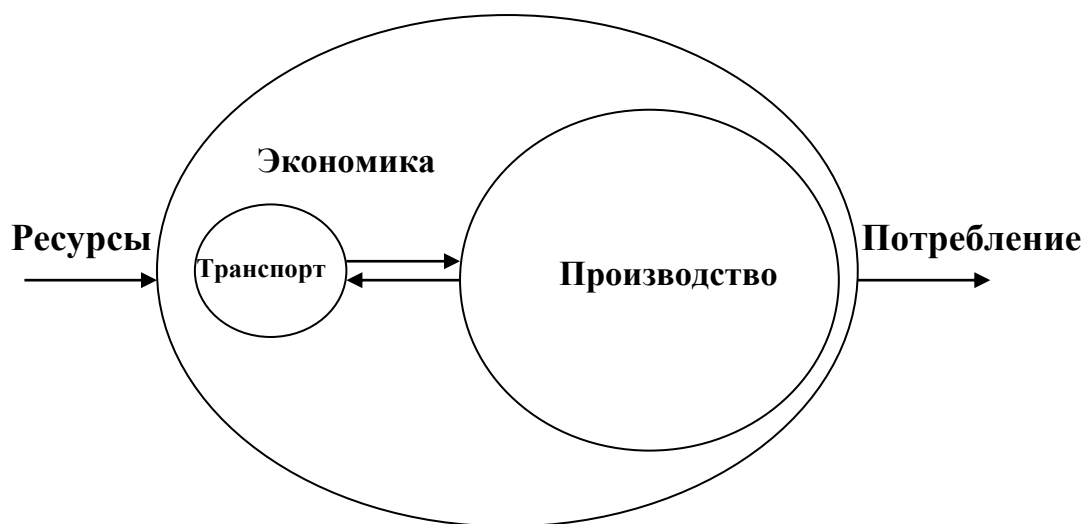 Экономика
Ресурсы
Потребление
Транспорт
Производство